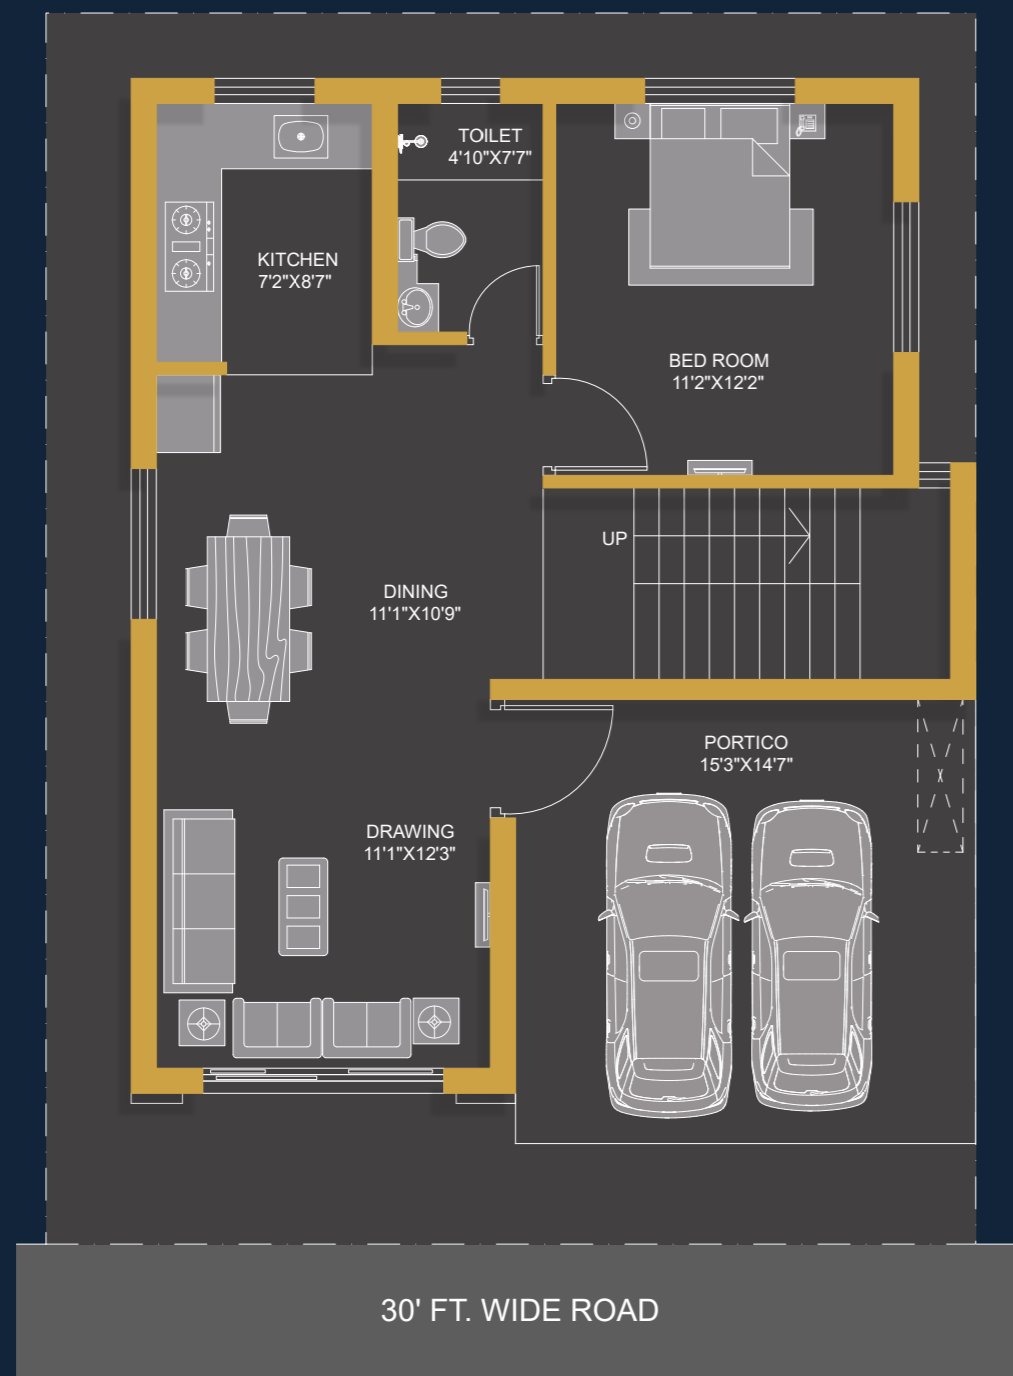 TOILET
4'10"X7'7"
KITCHEN
7'2"X8'7"
BED ROOM
11'2"X12'2"
UP
DINING
11'1"X10'9"
PORTICO
15'3"X14'7"
DRAWING
11'1"X12'3"
30' FT. WIDE ROAD